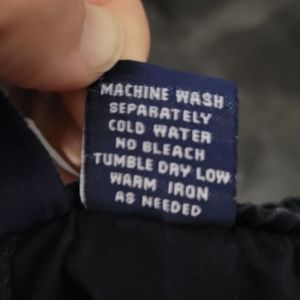 MACHINE WASH
SEPARATELY
COLD WATER
NO BLEACH
TUMBLE DRY LOW
WARM IRON
AS NEEDED